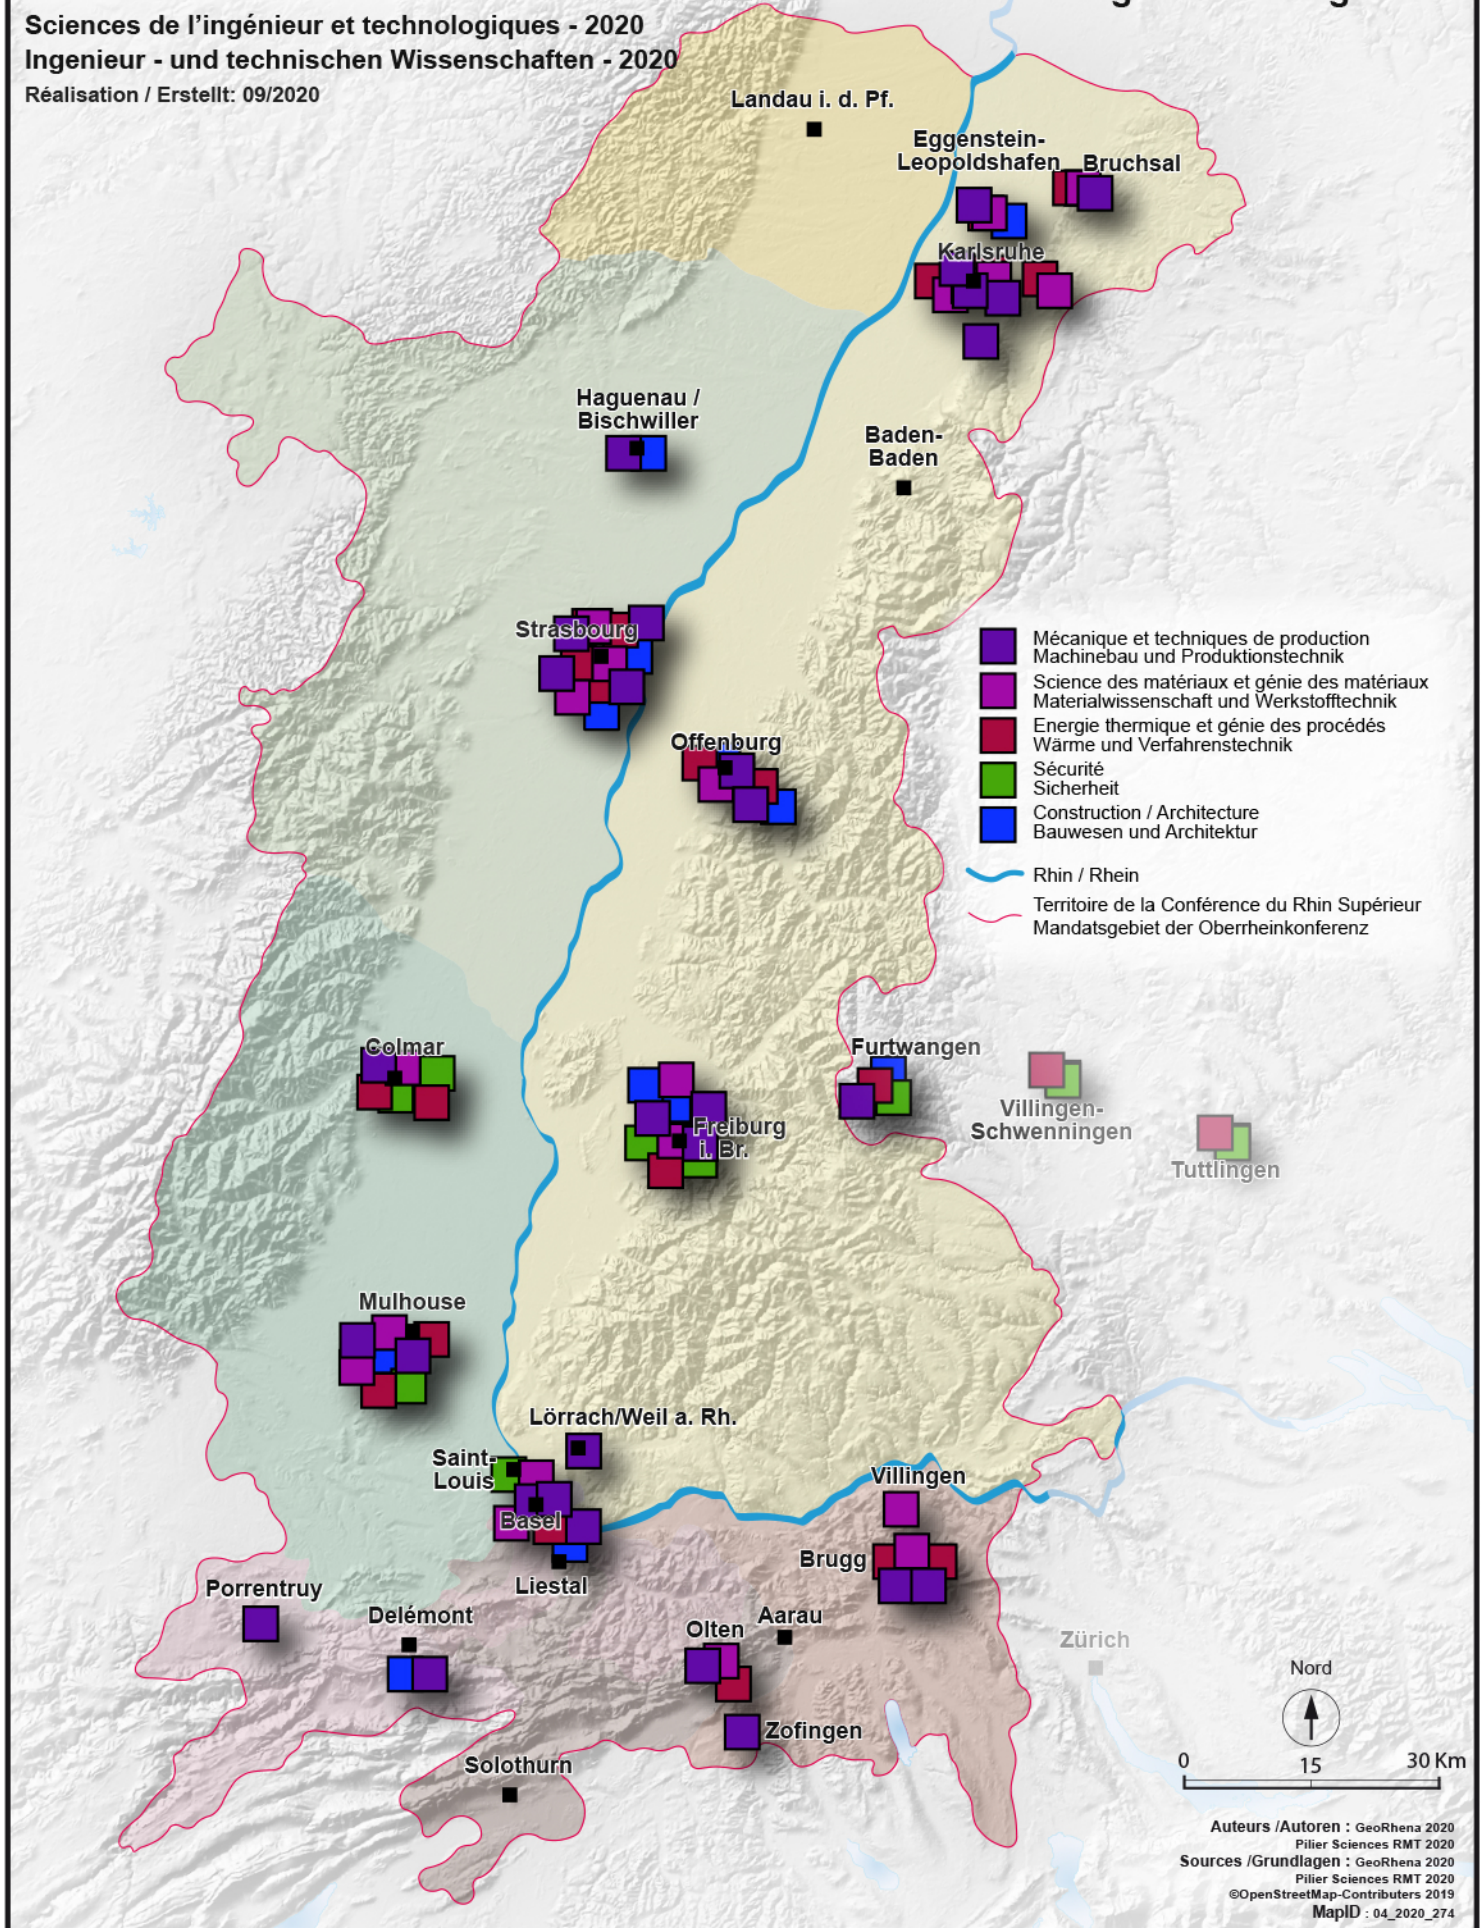 Sciences de l'ingénieur et technologiques - 2020
Ingenieur - und technischen Wissenschaften - 2020
Réalisation / Erstellt: 09/2020
Landau i. d. Pf.
Eggenstein-
Leopoldshafen
Bruchsal
Karlsruhe
Haguenau /
Bischwiller
Baden-
Baden
Strasbourg
Offenburg
Mécanique et techniques de production
Machinebau und Produktionstechnik
Science des matériaux et génie des matériaux
Materialwissenschaft und Werkstofftechnik
Energie thermique et génie des procédés
Wärme und Verfahrenstechnik
Sécurité
Sicherheit
Construction / Architecture
Bauwesen und Architektur
Rhin / Rhein
Territoire de la Conférence du Rhin Supérieur
Mandatsgebiet der Oberrheinkonferenz
Colmar
Furtwangen
Freiburg
i. Br.
Villingen-
Schwenningen
Tuttlingen
Mulhouse
Lörrach/Weil a. Rh.
Saint-
Louis
Basel
Liestal
Villingen
Brugg
Porrentruy
Delémont
Olten
Aarau
Zofingen
Solothurn
Zürich
Nord
0 15 30 Km
Auteurs /Autoren : GeoRhena 2020
Pilier Sciences RMT 2020
Sources /Grundlagen : GeoRhena 2020
Pilier Sciences RMT 2020
©OpenStreetMap-Contributers 2019
MapID : 04_2020_274